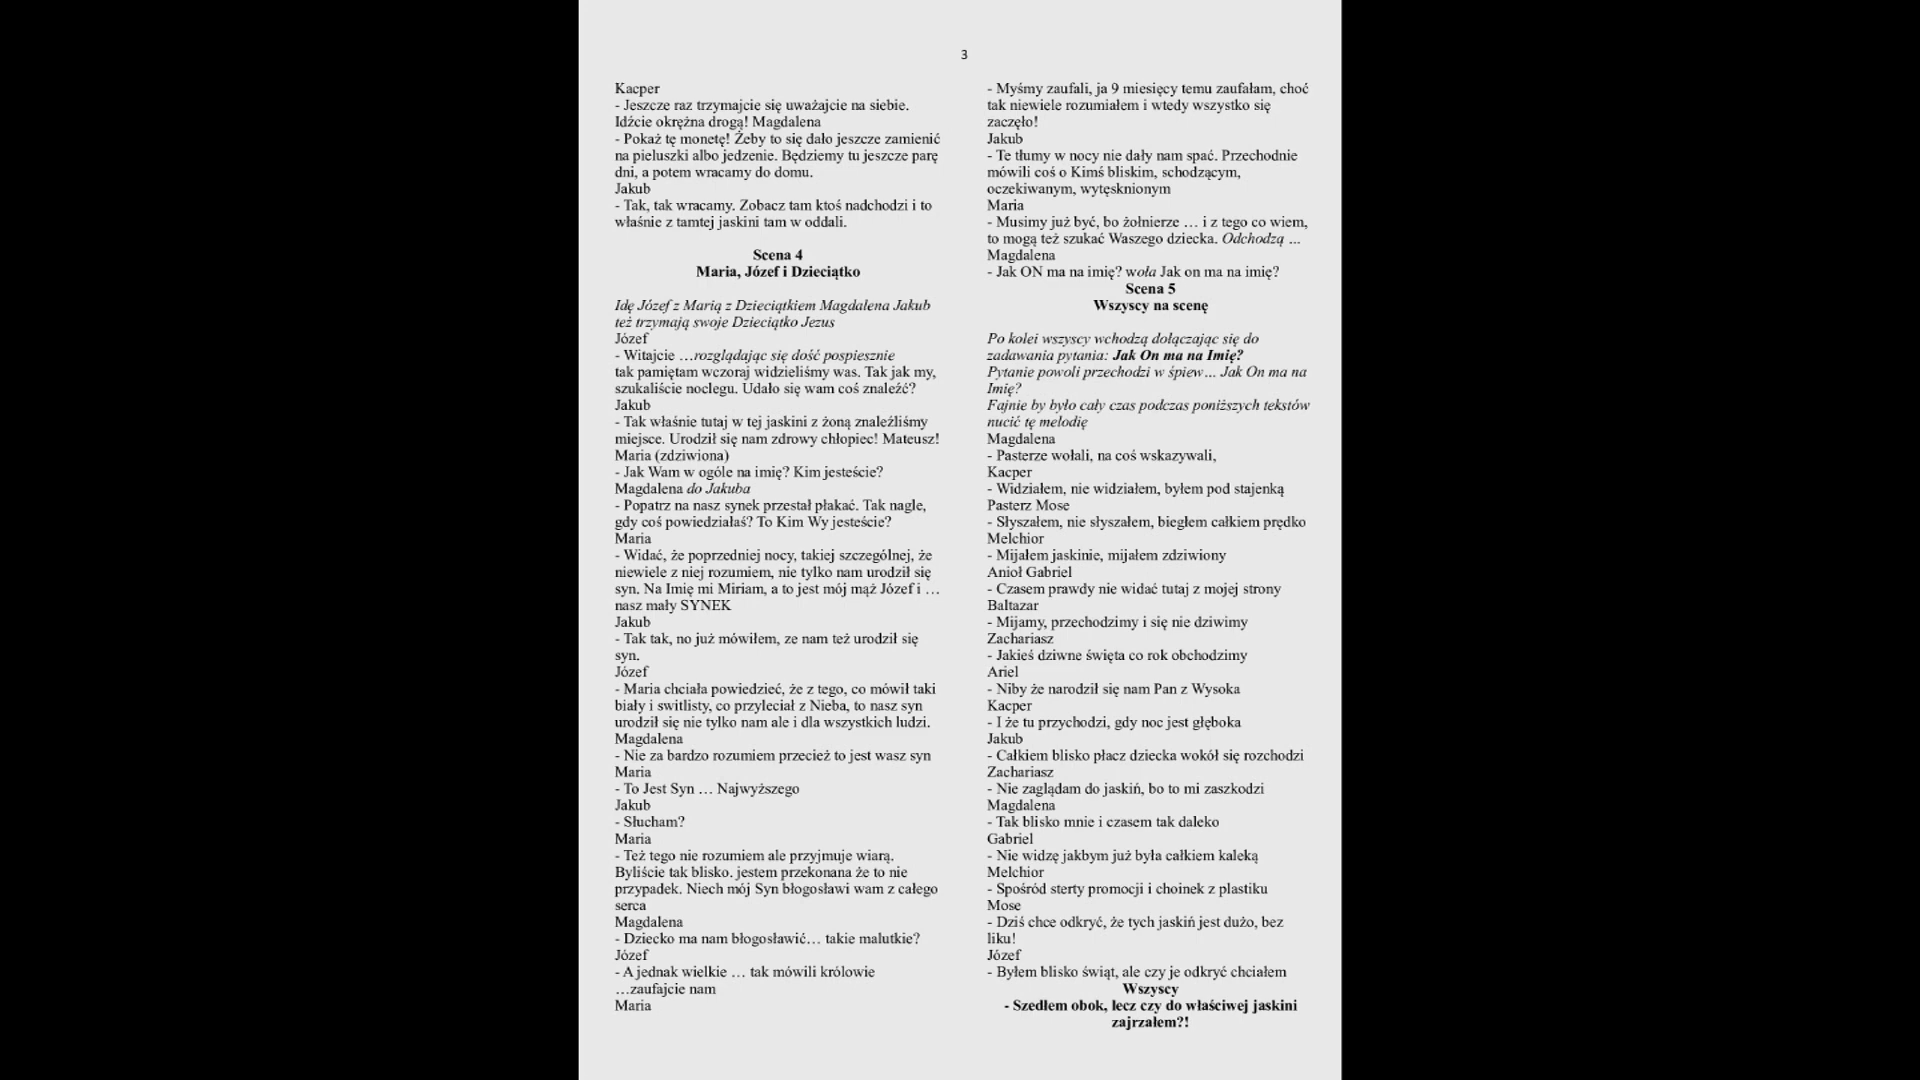 3
Kacper
- Jeszcze raz trzymajcie się uważajcie na siebie.
Idźcie okrężna drogą! Magdalena
- Pokaż tę monetę! Żeby to się dało jeszcze zamienić
na pieluszki albo jedzenie. Będziemy tu jeszcze parę
dni, a potem wracamy do domu.
Jakub
- Tak, tak wracamy. Zobacz tam ktoś nadchodzi i to
właśnie z tamtej jaskini tam w oddali.
Scena 4
Maria, Józef i Dzieciątko
Idę Józef z Marią z Dzieciątkiem Magdalena Jakub
też trzymają swoje Dzieciątko Jezus
Józef
- Witajcie …rozglądając się dość pospiesznie
tak pamiętam wczoraj widzieliśmy was. Tak jak my,
szukaliście noclegu. Udało się wam coś znaleźć?
Jakub
- Tak właśnie tutaj w tej jaskini z żoną znaleźliśmy
miejsce. Urodził się nam zdrowy chłopiec! Mateusz!
Maria (zdziwiona)
- Jak Wam w ogóle na imię? Kim jesteście?
Magdalena do Jakuba
- Popatrz na nasz synek przestał płakać. Tak nagle,
gdy coś powiedziałaś? To Kim Wy jesteście?
Maria
- Widać, że poprzedniej nocy, takiej szczególnej, że
niewiele z niej rozumiem, nie tylko nam urodził się
syn. Na Imię mi Miriam, a to jest mój mąż Józef i …
nasz mały SYNEK
Jakub
- Tak tak, no już mówiłem, ze nam też urodził się
syn.
Józef
- Maria chciała powiedzieć, że z tego, co mówił taki
biały i switlisty, co przyleciał z Nieba, to nasz syn
urodził się nie tylko nam ale i dla wszystkich ludzi.
Magdalena
- Nie za bardzo rozumiem przecież to jest wasz syn
Maria
- To Jest Syn … Najwyższego
Jakub
- Słucham?
Maria
- Też tego nie rozumiem ale przyjmuje wiarą.
Byliście tak blisko. jestem przekonana że to nie
przypadek. Niech mój Syn błogosławi wam z całego
serca
Magdalena
- Dziecko ma nam błogosławić… takie malutkie?
Józef
- A jednak wielkie … tak mówili królowie
…zaufajcie nam
Maria
- Myśmy zaufali, ja 9 miesięcy temu zaufałam, choć
tak niewiele rozumiałem i wtedy wszystko się
zaczęło!
Jakub
- Te tłumy w nocy nie dały nam spać. Przechodnie
mówili coś o Kimś bliskim, schodzącym,
oczekiwanym, wytęsknionym
Maria
- Musimy już być, bo żołnierze … i z tego co wiem,
to mogą też szukać Waszego dziecka. Odchodzą ...
Magdalena
- Jak ON ma na imię? woła Jak on ma na imię?
Scena 5
Wszyscy na scenę
Po kolei wszyscy wchodzą dołączając się do
zadawania pytania: Jak On ma na Imię?
Pytanie powoli przechodzi w śpiew… Jak On ma na
Imię?
Fajnie by było cały czas podczas poniższych tekstów
nucić tę melodię
Magdalena
- Pasterze wołali, na coś wskazywali,
Kacper
- Widziałem, nie widziałem, byłem pod stajenką
Pasterz Mose
- Słyszałem, nie słyszałem, biegłem całkiem prędko
Melchior
- Mijałem jaskinie, mijałem zdziwiony
Anioł Gabriel
- Czasem prawdy nie widać tutaj z mojej strony
Baltazar
- Mijamy, przechodzimy i się nie dziwimy
Zachariasz
- Jakieś dziwne święta co rok obchodzimy
Ariel
- Niby że narodził się nam Pan z Wysoka
Kacper
- I że tu przychodzi, gdy noc jest głęboka
Jakub
- Całkiem blisko płacz dziecka wokół się rozchodzi
Zachariasz
- Nie zaglądam do jaskiń, bo to mi zaszkodzi
Magdalena
- Tak blisko mnie i czasem tak daleko
Gabriel
- Nie widzę jakbym już była całkiem kaleką
Melchior
- Spośród sterty promocji i choinek z plastiku
Mose
- Dziś chce odkryć, że tych jaskiń jest dużo, bez
liku!
Józef
- Byłem blisko świąt, ale czy je odkryć chciałem
Wszyscy
- Szedłem obok, lecz czy do właściwej jaskini
zajrzałem?!